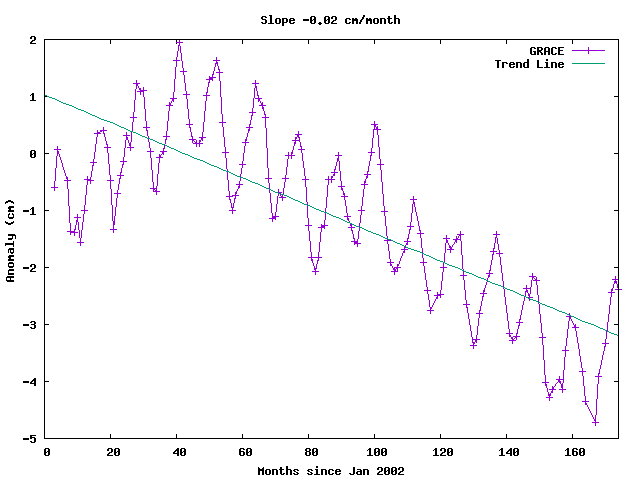 Slope -0.02 cm/month
GRACE
Trend Line
2
1
0
-1
-2
-3
-4
-5
Anomaly (cm)
0 20 40 60 80 100 120 140 160
Months since Jan 2002